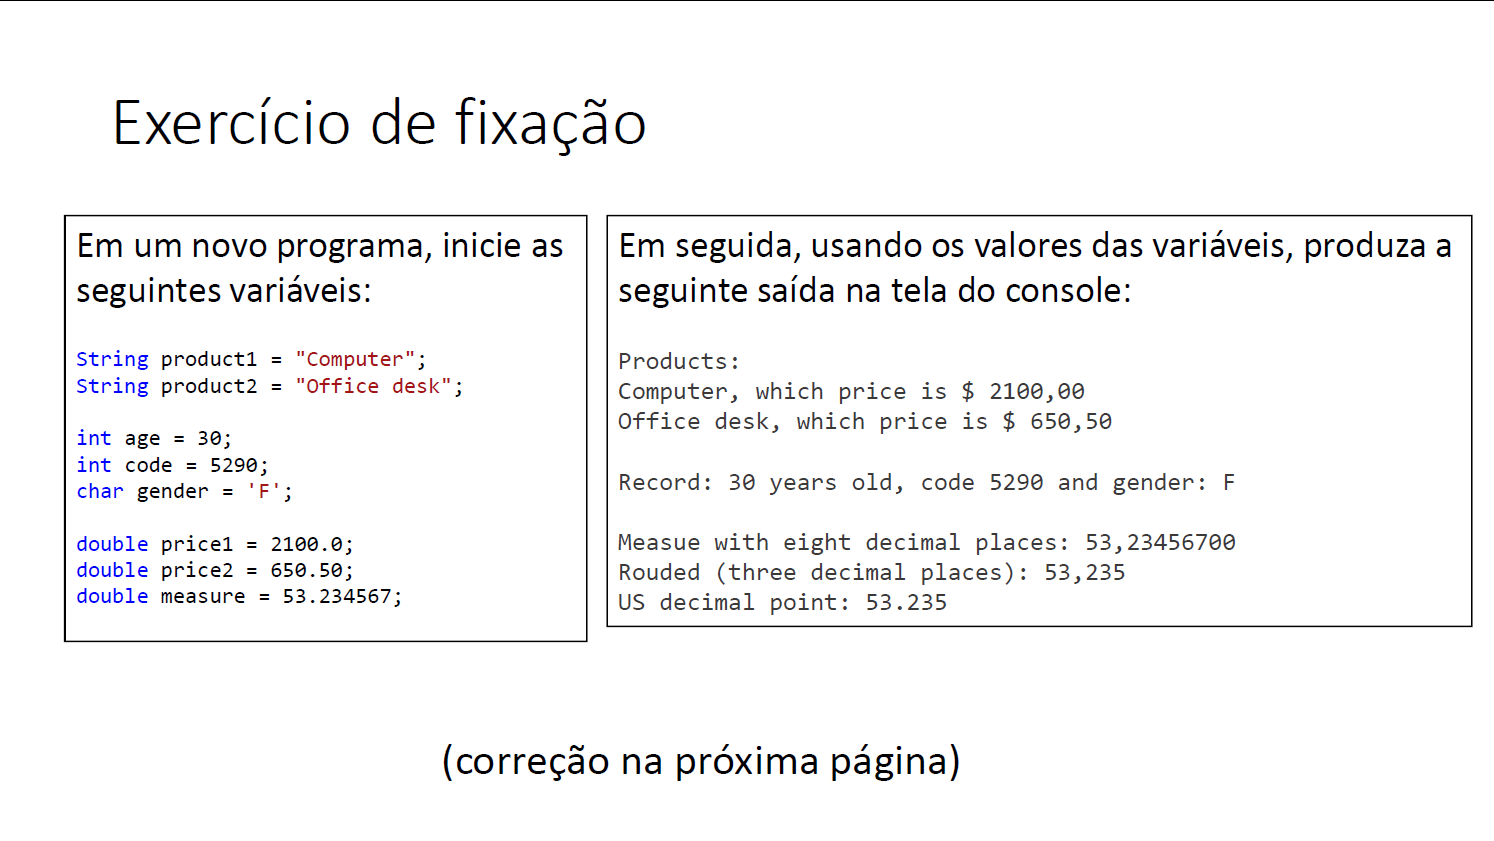 Exercício de fixação
Em um novo programa, inicie as
seguintes variáveis:
String product1 = "Computer";
String product2 = "Office desk";
int age = 30;
int code = 5290;
char gender = 'F';
double price1 = 2100.0;
double price2 = 650.50;
double measure = 53.234567;
Em seguida, usando os valores das variáveis, produza a
seguinte saída na tela do console:
Products:
Computer, which price is $ 2100,00
Office desk, which price is $ 650,50
Record: 30 years old, code 5290 and gender: F
Measue with eight decimal places: 53,23456700
Rouded (three decimal places): 53,235
US decimal point: 53.235
(correção na próxima página)